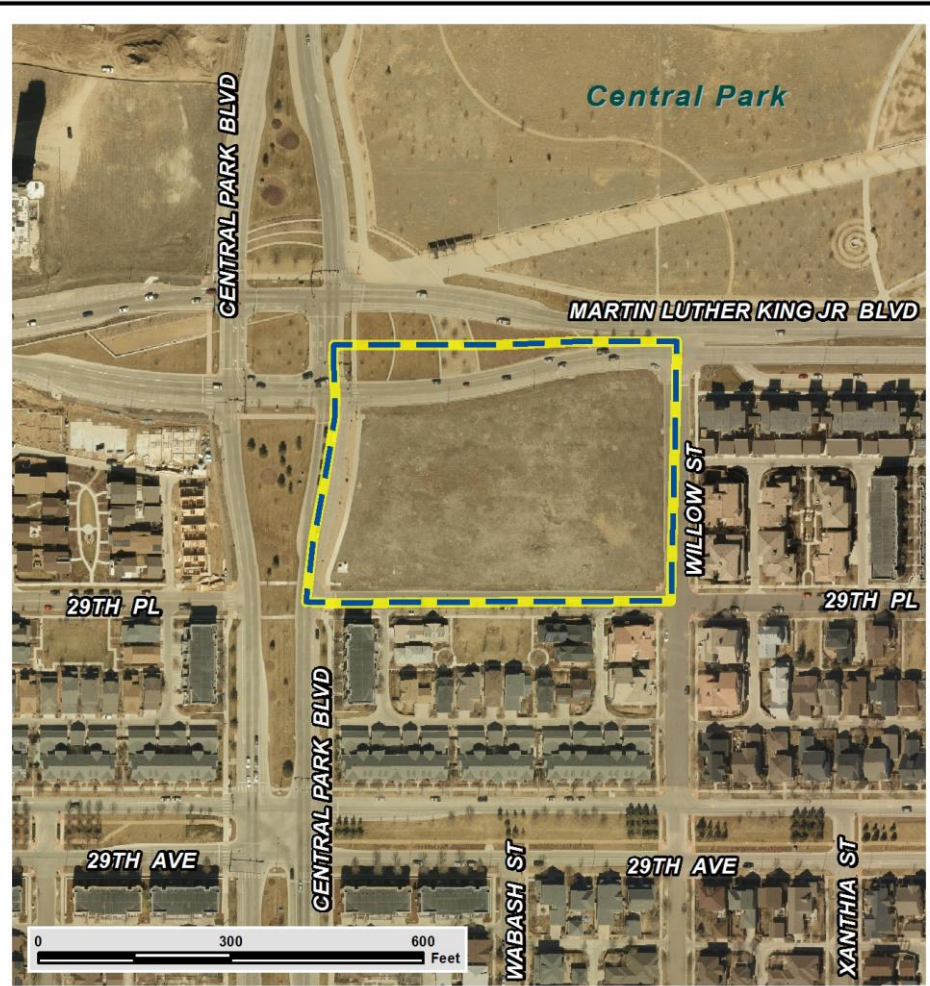 Central Park
CENTRAL PARK BLVD
MARTIN LUTHER KING JR BLVD
WILLOW ST
29TH PL
29TH PL
CENTRAL PARK BLVD
29TH AVE
WABASH ST
29TH AVE
XANTHIA ST
0 300 600
Feet